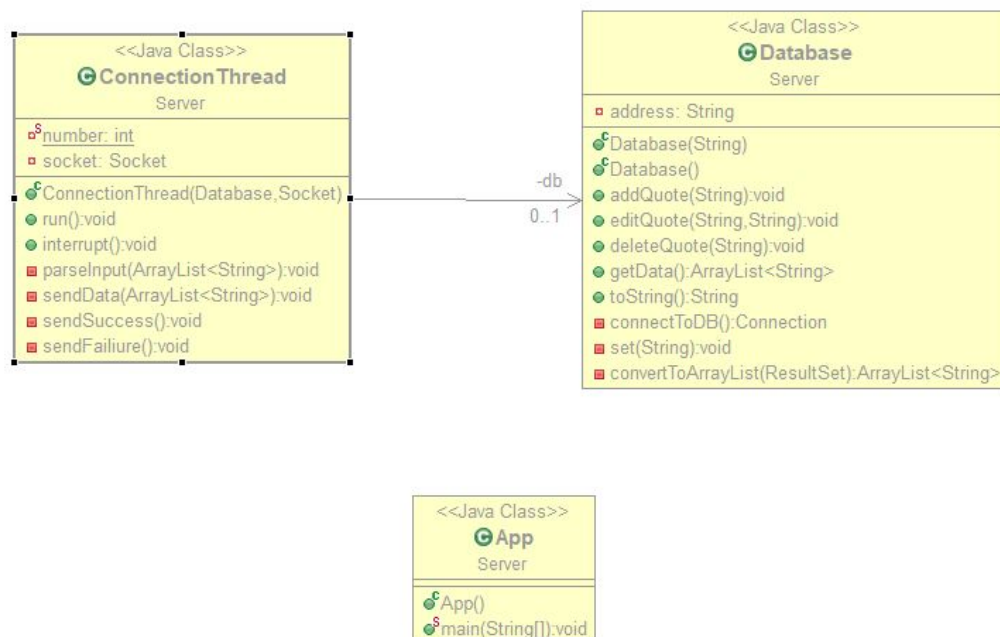 <<Java Class>>
ConnectionThread
Server
number: int
socket: Socket
ConnectionThread(Database,Socket)
run():void
interrupt():void
parseInput(ArrayList<String>):void
sendData(ArrayList<String>):void
sendSuccess():void
sendFailiure():void
-db
0..1
<<Java Class>>
Database
Server
address: String
Database(String)
Database()
addQuote(String):void
editQuote(String,String):void
deleteQuote(String):void
getData():ArrayList<String>
toString():String
connectToDB():Connection
set(String):void
convertToArrayList(ResultSet):ArrayList<String>
<<Java Class>>
App
Server
App()
main(String[]):void